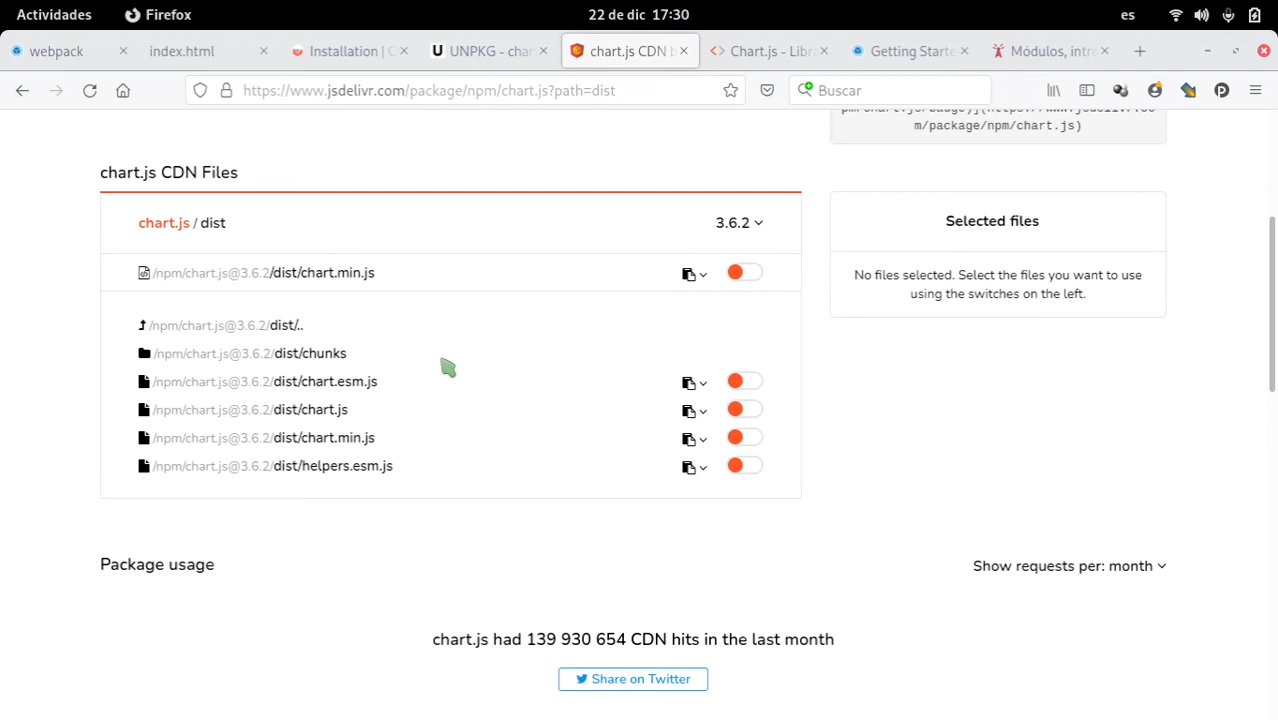 Actividades
Firefox
22 de dic 17:30
es
webpack
index.html
Installation | C
UNPKG - cha
chart.js CDN b
Chart.js - Libra
Getting Starte
Módulos, intro
https://www.jsdelivr.com/package/npm/chart.js?path=dist
Buscar
m/package/npm/chart.js)
chart.js CDN Files
chart.js / dist
3.6.2
/npm/chart.js@3.6.2/dist/chart.min.js
/npm/chart.js@3.6.2/dist/..
/npm/chart.js@3.6.2/dist/chunks
/npm/chart.js@3.6.2/dist/chart.esm.js
/npm/chart.js@3.6.2/dist/chart.js
/npm/chart.js@3.6.2/dist/chart.min.js
/npm/chart.js@3.6.2/dist/helpers.esm.js
Selected files
No files selected. Select the files you want to use
using the switches on the left.
Package usage
Show requests per: month
chart.js had 139 930 654 CDN hits in the last month
Share on Twitter